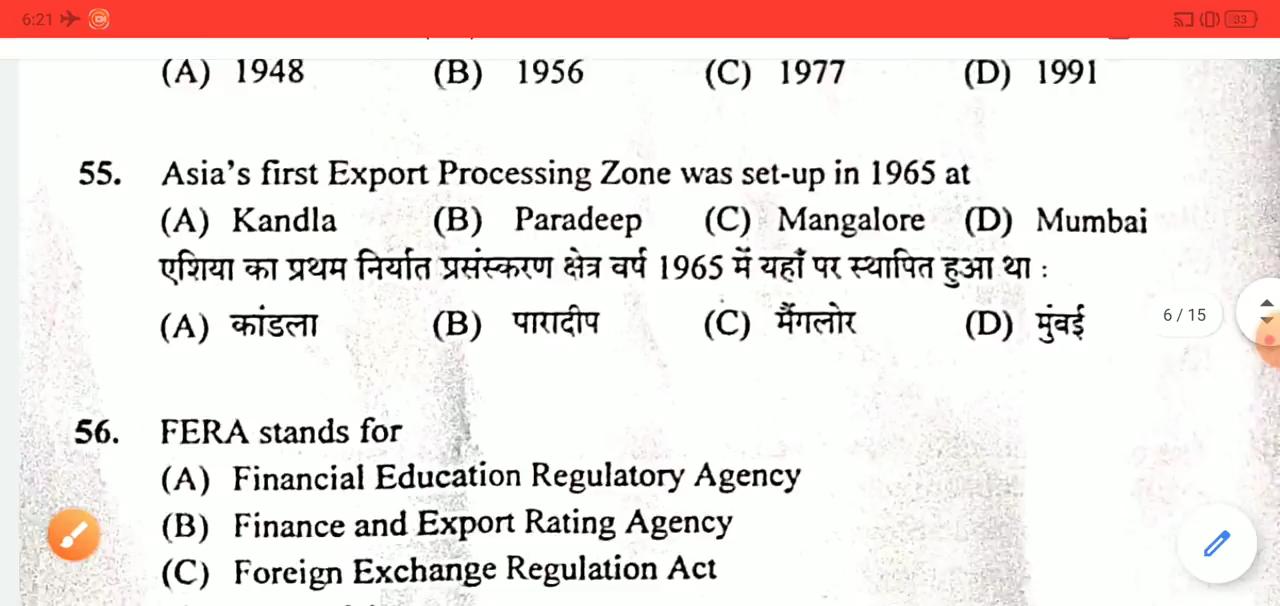 6:21
33
(A) 1948 (B) 1956 (C) 1977 (D) 1991
55. Asia's first Export Processing Zone was set-up in 1965 at
(A) Kandla (B) Paradeep (C) Mangalore (D) Mumbai
एशिया का प्रथम निर्यात प्रसंस्करण क्षेत्र वर्ष 1965 में यहाँ पर स्थापित हुआ था :
(A) कांडला (B) पारादीप (C) मैंगलोर (D) मुंबई
6 / 15
56. FERA stands for
(A) Financial Education Regulatory Agency
(B) Finance and Export Rating Agency
(C) Foreign Exchange Regulation Act